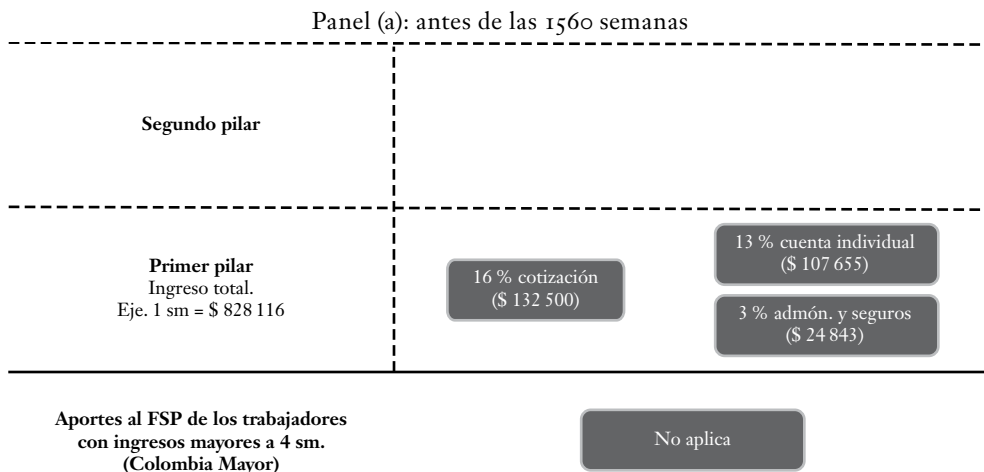 Panel (a): antes de las 1560 semanas
Segundo pilar
Primer pilar
Ingreso total.
Eje. 1 sm = $ 828 116
16 % cotización
($ 132 500)
13 % cuenta individual
($ 107 655)
3 % admón. y seguros
($ 24 843)
Aportes al FSP de los trabajadores
con ingresos mayores a 4 sm.
(Colombia Mayor)
No aplica